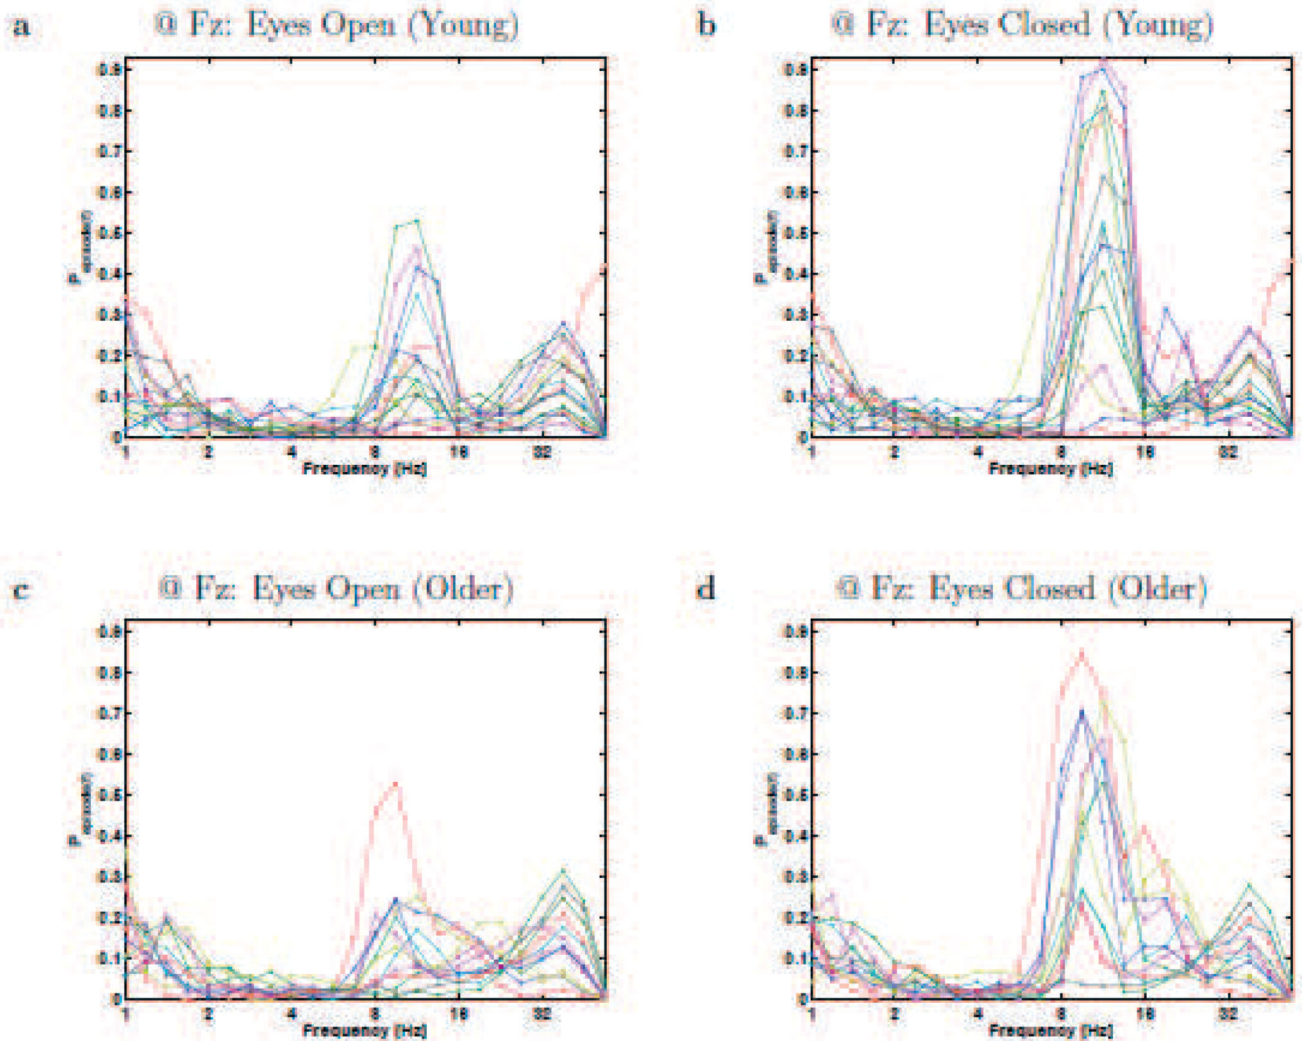 a @ Fz: Eyes Open (Young)
0.9
0.8
0.7
0.6
0.5
0.4
0.3
0.2
0.1
0
P episode(f)
1 2 4 8 16 32
Frequency [Hz]
b @ Fz: Eyes Closed (Young)
0.9
0.8
0.7
0.6
0.5
0.4
0.3
0.2
0.1
0
P episode(f)
1 2 4 8 16 32
Frequency [Hz]
c @ Fz: Eyes Open (Older)
0.9
0.8
0.7
0.6
0.5
0.4
0.3
0.2
0.1
0
P episode(f)
1 2 4 8 16 32
Frequency [Hz]
d @ Fz: Eyes Closed (Older)
0.9
0.8
0.7
0.6
0.5
0.4
0.3
0.2
0.1
0
P episode(f)
1 2 4 8 16 32
Frequency [Hz]